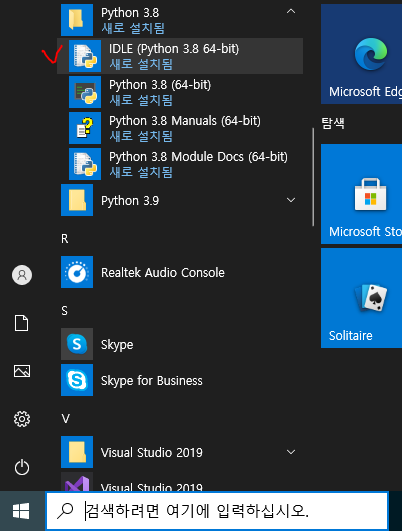 Python 3.8
새로 설치됨
IDLE (Python 3.8 64-bit)
새로 설치됨
Python 3.8 (64-bit)
새로 설치됨
Python 3.8 Manuals (64-bit)
새로 설치됨
Python 3.8 Module Docs (64-bit)
새로 설치됨
Python 3.9
R
Realtek Audio Console
S
Skype
Skype for Business
V
Visual Studio 2019
Visual Studio 2019
Microsoft Edg
탐색
Microsoft Sto
Solitaire
검색하려면 여기에 입력하십시오.